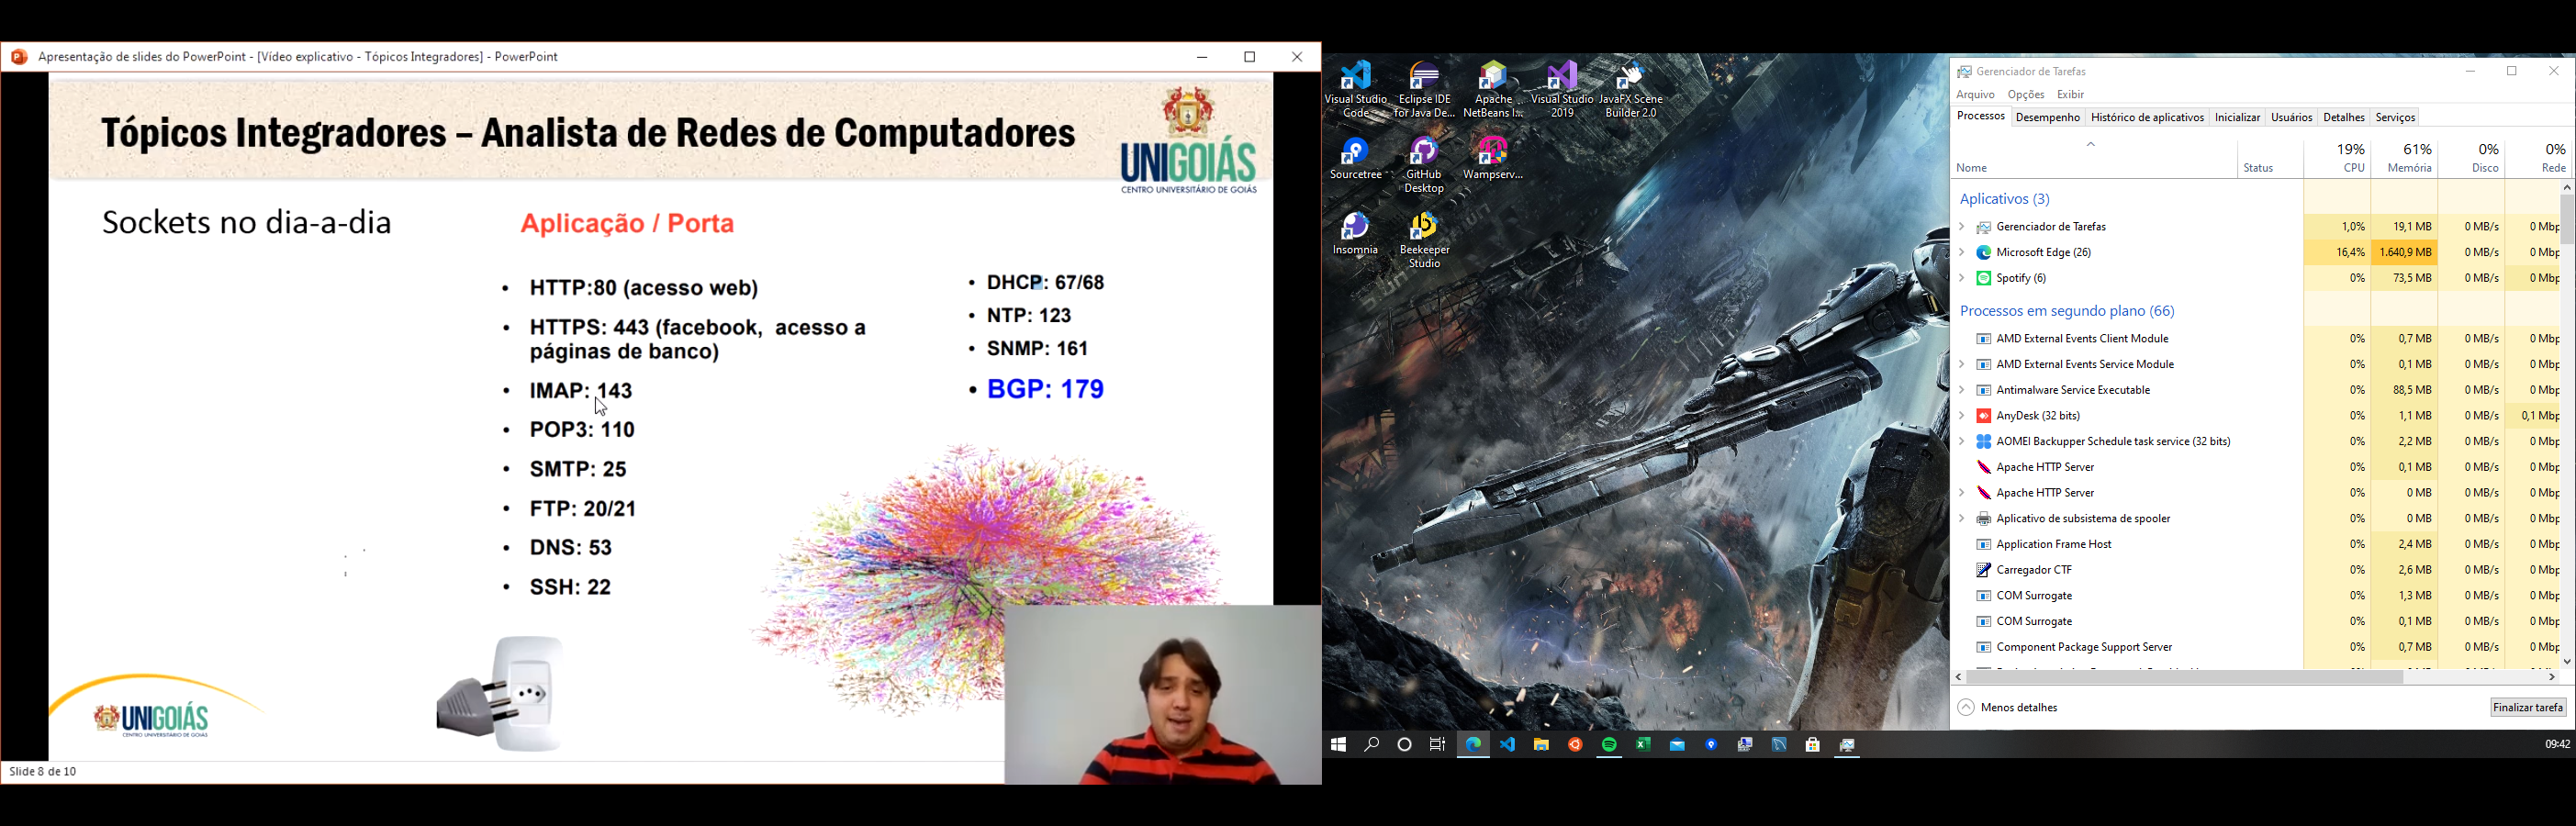 Apresentação de slides do PowerPoint - [Vídeo explicativo - Tópicos Integradores] - PowerPoint
Tópicos Integradores – Analista de Redes de Computadores
UNIGOIÁS
CENTRO UNIVERSITÁRIO DE GOIÁS
Sockets no dia-a-dia
Aplicação / Porta
• HTTP:80 (acesso web)
• HTTPS: 443 (facebook, acesso a
páginas de banco)
• IMAP: 143
• POP3: 110
• SMTP: 25
• FTP: 20/21
• DNS: 53
• SSH: 22
• DHCP: 67/68
• NTP: 123
• SNMP: 161
• BGP: 179
UNIGOIÁS
CENTRO UNIVERSITÁRIO DE GOIÁS
Slide 8 de 10
Visual Studio
Code
Eclipse IDE
for Java De...
Apache
NetBeans I...
Visual Studio
2019
JavaFX Scene
Builder 2.0
Sourcetree
GitHub
Desktop
Wampserv...
Insomnia
Beekeeper
Studio
Gerenciador de Tarefas
Arquivo Opções Exibir
Processos Desempenho Histórico de aplicativos Inicializar Usuários Detalhes Serviços
19% 61% 0% 0%
Nome Status CPU Memória Disco Rede
Aplicativos (3)
Gerenciador de Tarefas 1,0% 19,1 MB 0 MB/s 0 Mbp
Microsoft Edge (26) 16,4% 1.640,9 MB 0 MB/s 0 Mbp
Spotify (6) 0% 73,5 MB 0 MB/s 0 Mbp
Processos em segundo plano (66)
AMD External Events Client Module 0% 0,7 MB 0 MB/s 0 Mbp
AMD External Events Service Module 0% 0,1 MB 0 MB/s 0 Mbp
Antimalware Service Executable 0% 88,5 MB 0 MB/s 0 Mbp
AnyDesk (32 bits) 0% 1,1 MB 0 MB/s 0,1 Mbp
AOMEI Backupper Schedule task service (32 bits) 0% 2,2 MB 0 MB/s 0 Mbp
Apache HTTP Server 0% 0,1 MB 0 MB/s 0 Mbp
Apache HTTP Server 0% 0 MB 0 MB/s 0 Mbp
Aplicativo de subsistema de spooler 0% 0 MB 0 MB/s 0 Mbp
Application Frame Host 0% 2,4 MB 0 MB/s 0 Mbp
Carregador CTF 0% 2,6 MB 0 MB/s 0 Mbp
COM Surrogate 0% 1,3 MB 0 MB/s 0 Mbp
COM Surrogate 0% 0,1 MB 0 MB/s 0 Mbp
Component Package Support Server 0% 0,7 MB 0 MB/s 0 Mbp
Menos detalhes
Finalizar tarefa
09:42